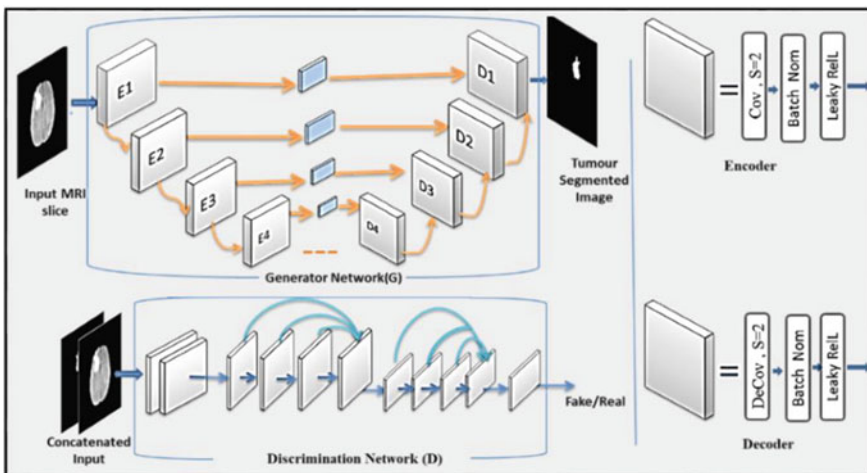 E1
D1
E2
D2
E3
D3
E4
D4
Input MRI
slice
Tumour
Segmented
Image
Generator Network(G)
Cov , S=2
Batch Nom
Leaky RelL
Encoder
Concatenated
Input
Fake/Real
Discrimination Network (D)
DeCov , S=2
Batch Nom
Leaky RelL
Decoder